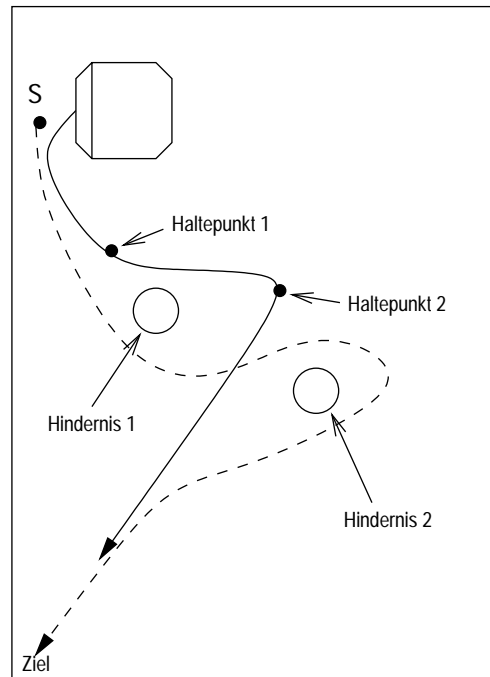 S
Haltepunkt 1
Haltepunkt 2
Hindernis 1
Hindernis 2
Ziel